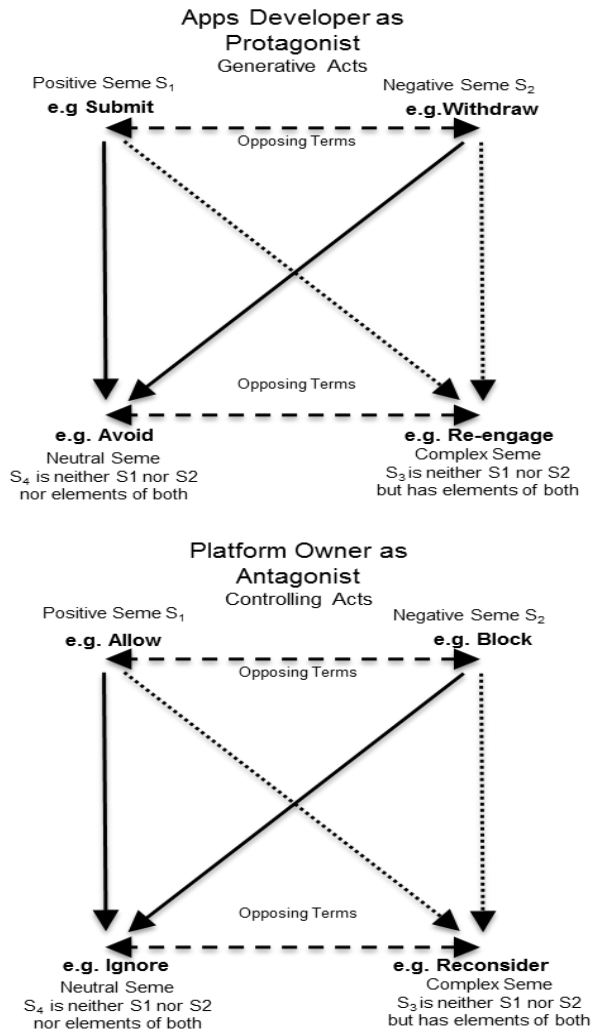 Apps Developer as
Protagonist
Generative Acts
Positive Seme S₁
e.g Submit
Negative Seme S₂
e.g.Withdraw
Opposing Terms
Opposing Terms
e.g. Avoid
Neutral Seme
S₄ is neither S1 nor S2
nor elements of both
e.g. Re-engage
Complex Seme
S₃is neither S1 nor S2
but has elements of both
Platform Owner as
Antagonist
Controlling Acts
Positive Seme S₁
e.g. Allow
Negative Seme S₂
e.g. Block
Opposing Terms
Opposing Terms
e.g. Ignore
Neutral Seme
S₄ is neither S1 nor S2
nor elements of both
e.g. Reconsider
Complex Seme
S₃is neither S1 nor S2
but has elements of both